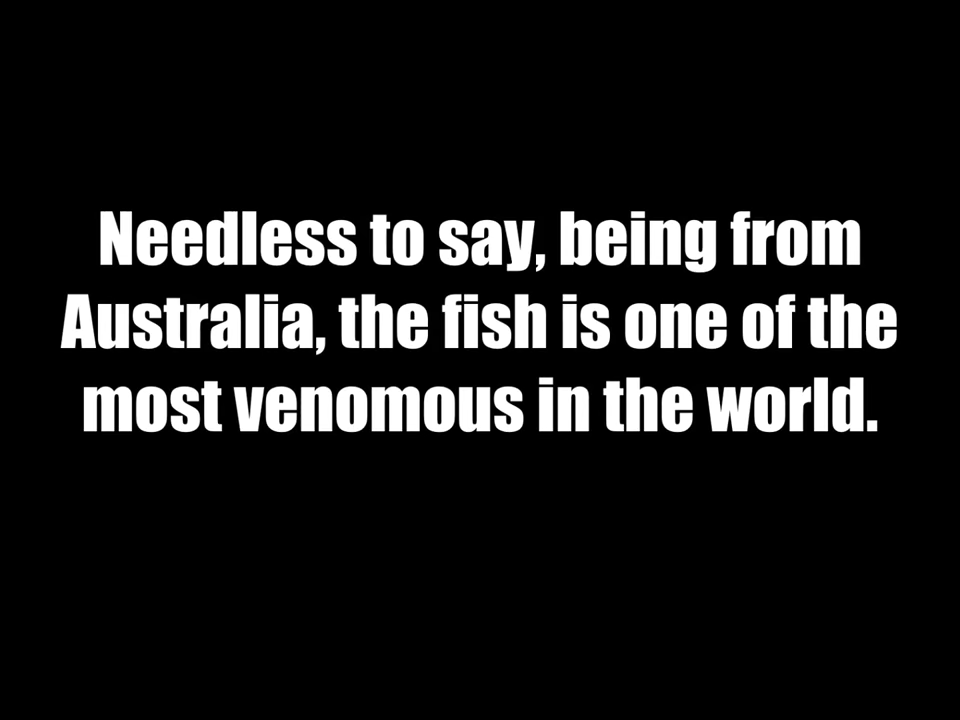 Needless to say, being from
Australia, the fish is one of the
most venomous in the world.